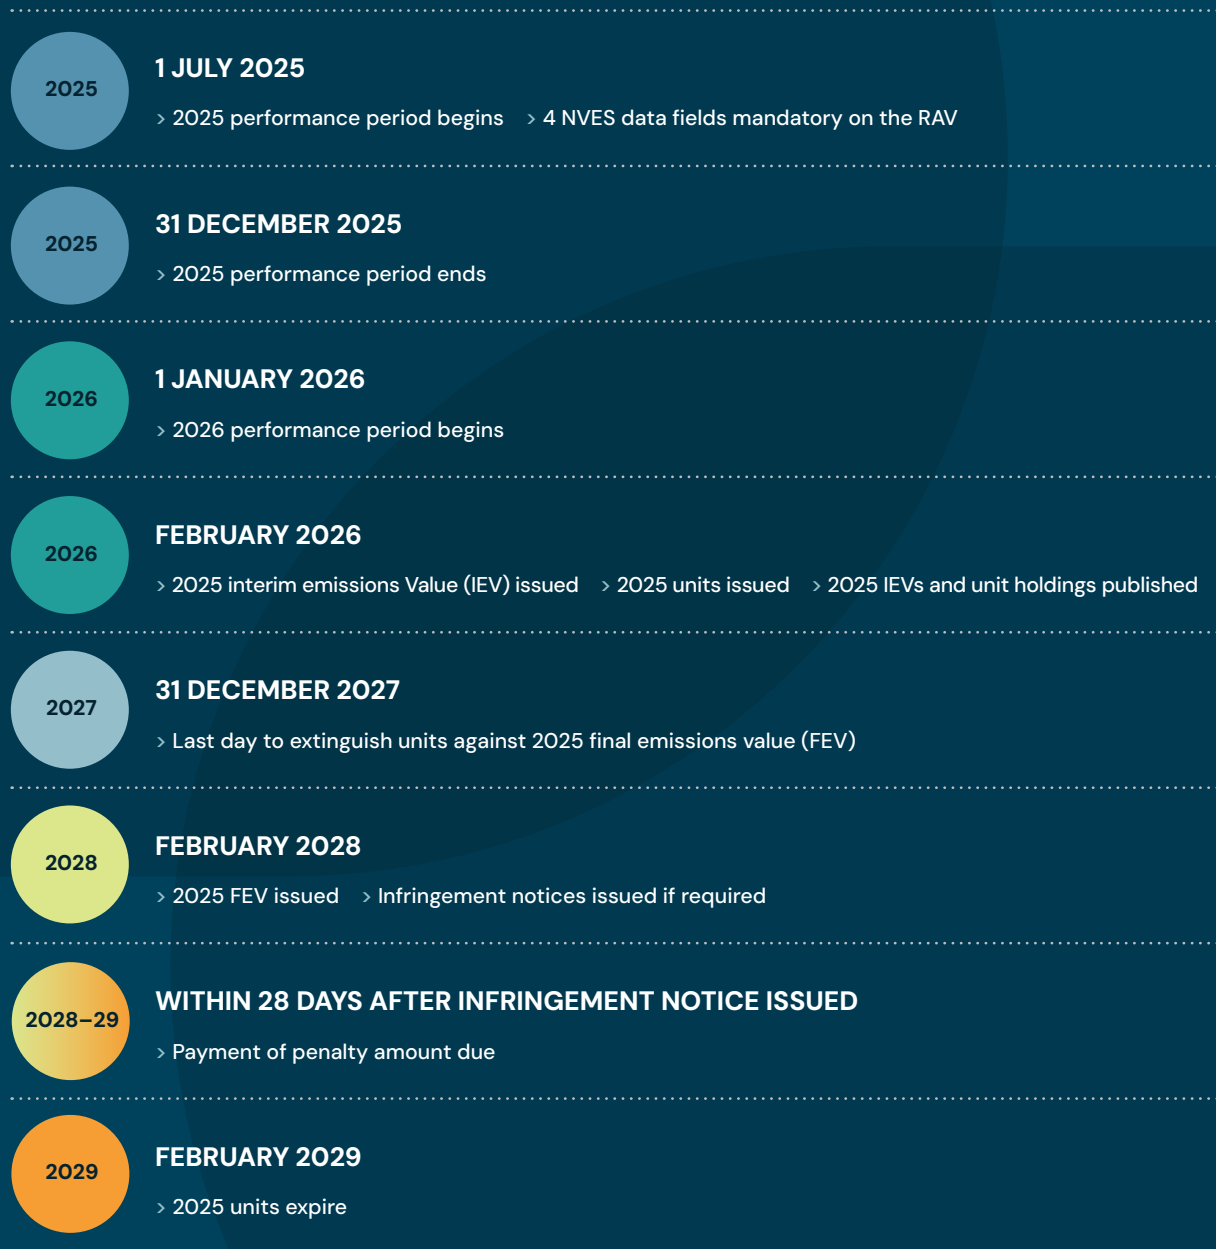 2025
1 JULY 2025
> 2025 performance period begins > 4 NVES data fields mandatory on the RAV
2025
31 DECEMBER 2025
> 2025 performance period ends
2026
1 JANUARY 2026
> 2026 performance period begins
2026
FEBRUARY 2026
> 2025 interim emissions Value (IEV) issued > 2025 units issued > 2025 IEVs and unit holdings published
2027
31 DECEMBER 2027
> Last day to extinguish units against 2025 final emissions value (FEV)
2028
FEBRUARY 2028
> 2025 FEV issued > Infringement notices issued if required
2028–29
WITHIN 28 DAYS AFTER INFRINGEMENT NOTICE ISSUED
> Payment of penalty amount due
2029
FEBRUARY 2029
> 2025 units expire